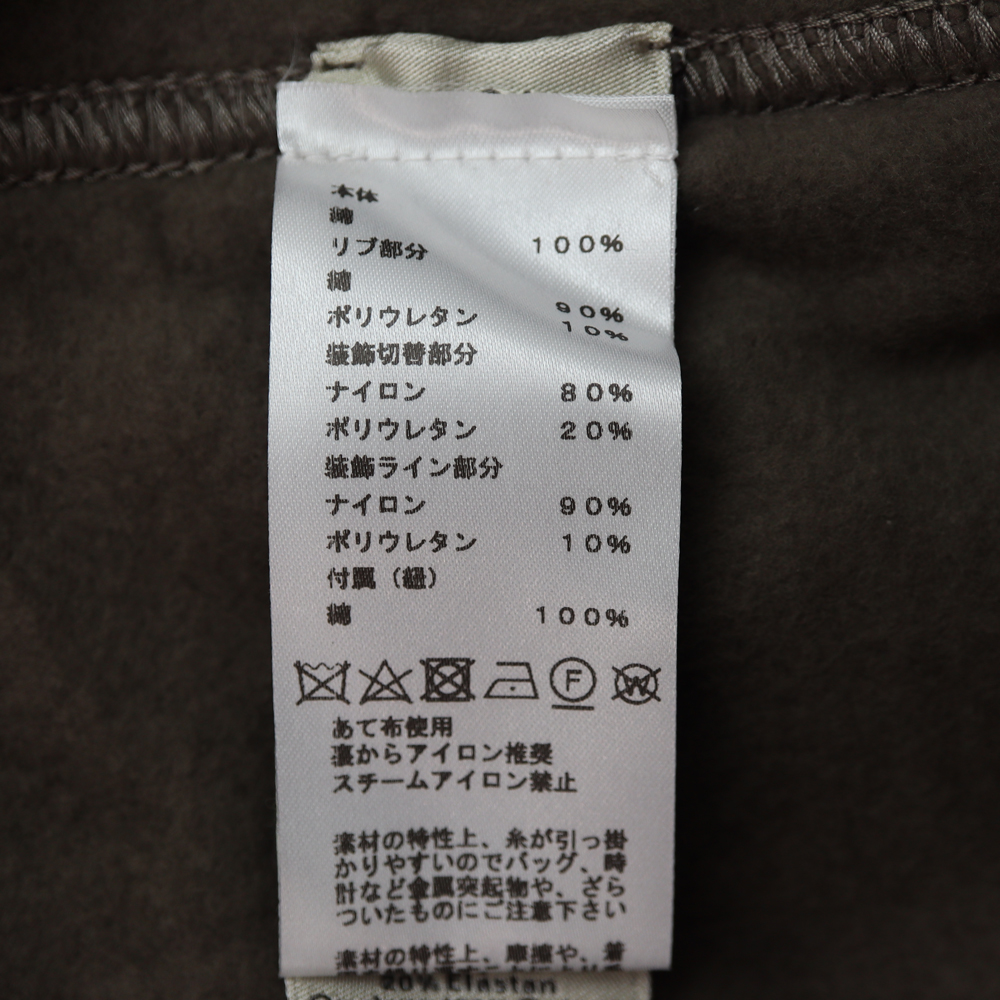 本体
綿
リブ部分 100%
綿
ポリウレタン 90%
10%
装飾切替部分
ナイロン 80%
ポリウレタン 20%
装飾ライン部分
ナイロン 90%
ポリウレタン 10%
付属（紐）
綿 100%
F W
あて布使用
裏からアイロン推奨
スチームアイロン禁止
素材の特性上、糸が引っ掛
かりやすいのでバッグ、時
計など金属突起物や、ざら
ついたものにご注意下さい
素材の特性上、摩擦や、着
20% Elastan